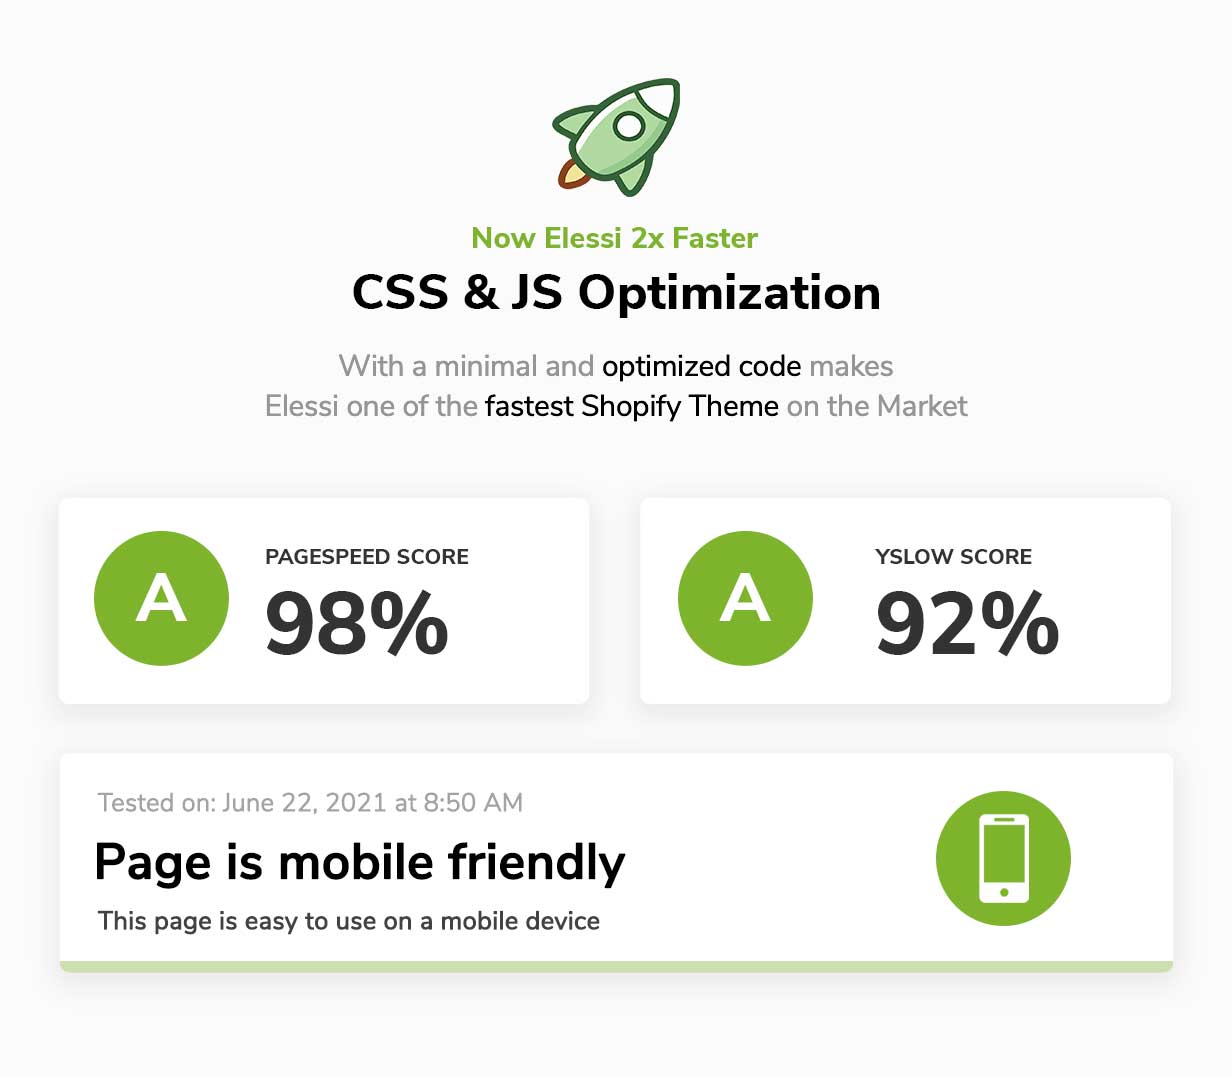 Now Elessi 2x Faster
CSS & JS Optimization
With a minimal and optimized code makes
Elessi one of the fastest Shopify Theme on the Market
A
PAGESPEED SCORE
98%
A
YSLOW SCORE
92%
Tested on: June 22, 2021 at 8:50 AM
Page is mobile friendly
This page is easy to use on a mobile device